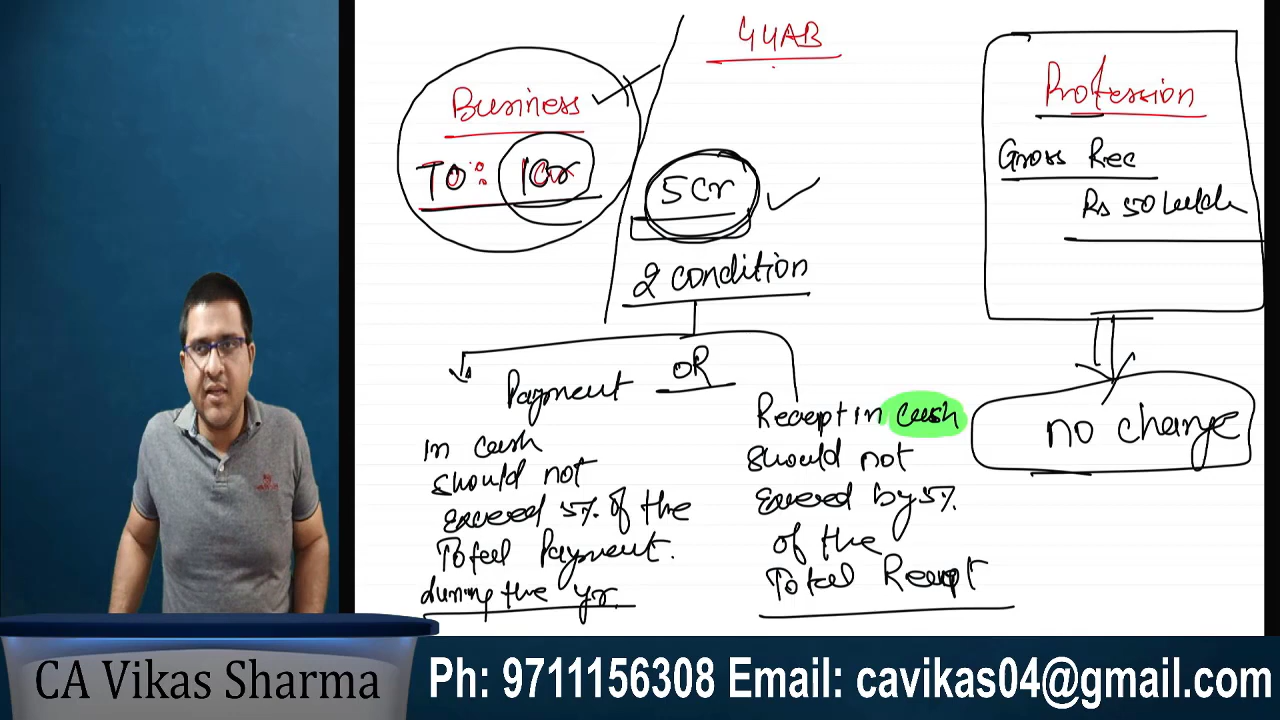 44AB
Business
TO: 1Cr
5 Cr
2 condition
OR
Payment
In cash
should not
exceed 5% of the
Total Payment.
during the yr.
Receipt in cash
should not
Exceed by 5%
of the
Total Receipt
Profession
Gross Rec
Rs 50 lakh
no change
CA Vikas Sharma
Ph: 9711156308 Email: cavikas04@gmail.com